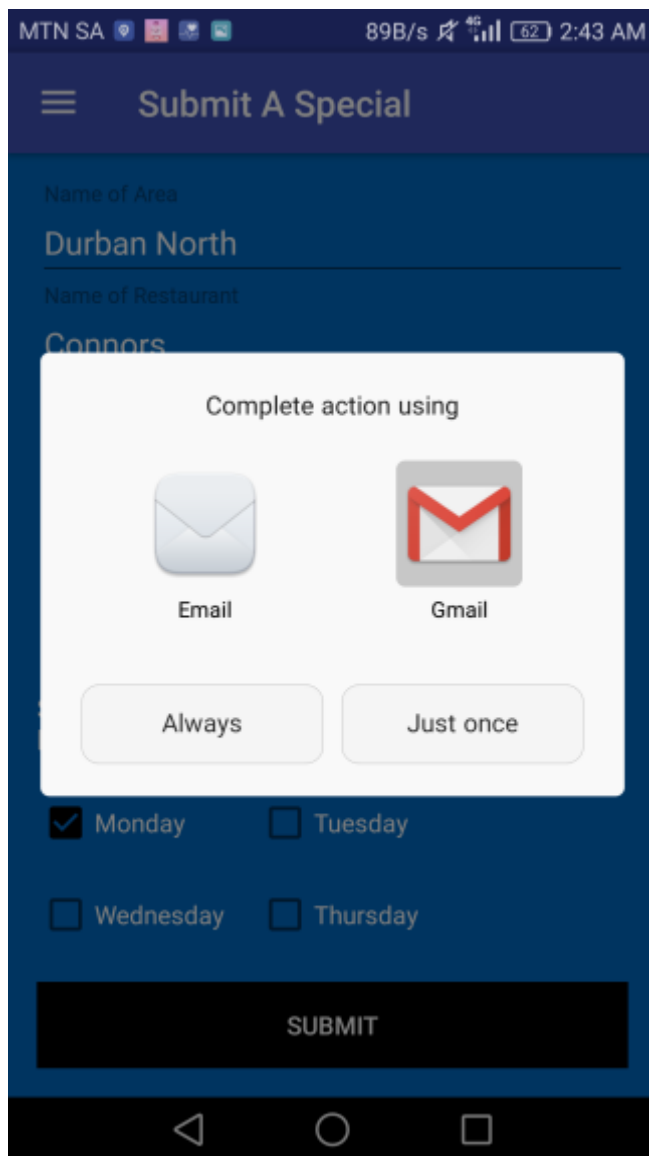 MTN SA 89B/s 4G 62 2:43 AM
Submit A Special
Name of Area
Durban North
Name of Restaurant
Connors
Complete action using
Email Gmail
Always Just once
Monday Tuesday
Wednesday Thursday
SUBMIT